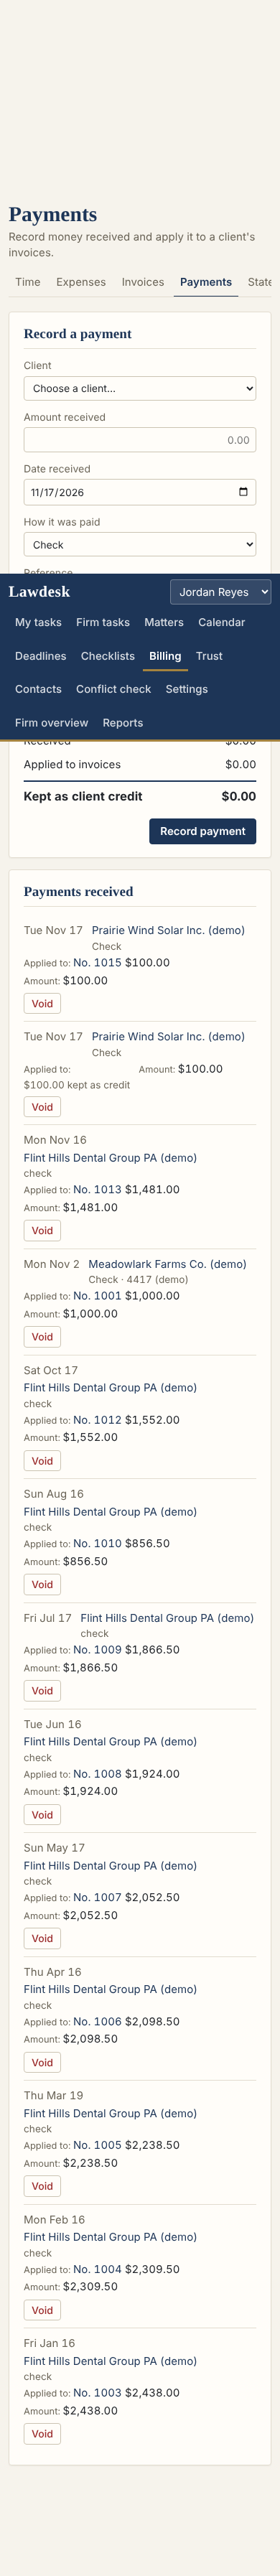 Payments
Record money received and apply it to a client's
invoices.
Time Expenses Invoices Payments State
Record a payment
Client
Choose a client...
Amount received
0.00
Date received
11/17/2026
How it was paid
Check
Reference
Lawdesk Jordan Reyes
My tasks Firm tasks Matters Calendar
Deadlines Checklists Billing Trust
Contacts Conflict check Settings
Firm overview Reports
Received $0.00
Applied to invoices $0.00
Kept as client credit $0.00
Record payment
Payments received
Tue Nov 17 Prairie Wind Solar Inc. (demo)
Check
Applied to: No. 1015 $100.00
Amount: $100.00
Void
Tue Nov 17 Prairie Wind Solar Inc. (demo)
Check
Applied to: Amount: $100.00
$100.00 kept as credit
Void
Mon Nov 16
Flint Hills Dental Group PA (demo)
check
Applied to: No. 1013 $1,481.00
Amount: $1,481.00
Void
Mon Nov 2 Meadowlark Farms Co. (demo)
Check · 4417 (demo)
Applied to: No. 1001 $1,000.00
Amount: $1,000.00
Void
Sat Oct 17
Flint Hills Dental Group PA (demo)
check
Applied to: No. 1012 $1,552.00
Amount: $1,552.00
Void
Sun Aug 16
Flint Hills Dental Group PA (demo)
check
Applied to: No. 1010 $856.50
Amount: $856.50
Void
Fri Jul 17 Flint Hills Dental Group PA (demo)
check
Applied to: No. 1009 $1,866.50
Amount: $1,866.50
Void
Tue Jun 16
Flint Hills Dental Group PA (demo)
check
Applied to: No. 1008 $1,924.00
Amount: $1,924.00
Void
Sun May 17
Flint Hills Dental Group PA (demo)
check
Applied to: No. 1007 $2,052.50
Amount: $2,052.50
Void
Thu Apr 16
Flint Hills Dental Group PA (demo)
check
Applied to: No. 1006 $2,098.50
Amount: $2,098.50
Void
Thu Mar 19
Flint Hills Dental Group PA (demo)
check
Applied to: No. 1005 $2,238.50
Amount: $2,238.50
Void
Mon Feb 16
Flint Hills Dental Group PA (demo)
check
Applied to: No. 1004 $2,309.50
Amount: $2,309.50
Void
Fri Jan 16
Flint Hills Dental Group PA (demo)
check
Applied to: No. 1003 $2,438.00
Amount: $2,438.00
Void